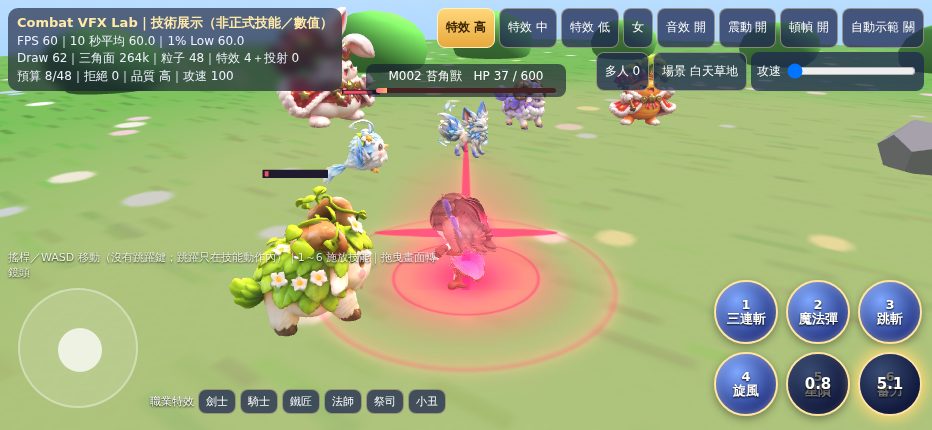 Combat VFX Lab｜技術展示（非正式技能／數值）
FPS 60｜10 秒平均 60.0｜1% Low 60.0
Draw 62｜三角面 264k｜粒子 48｜特效 4＋投射 0
預算 8/48｜拒絕 0｜品質 高｜攻速 100
特效 高
特效 中
特效 低
女
音效 開
震動 開
頓幀 開
自動示範 關
多人 0
場景 白天草地
攻速
M002 苔角獸 HP 37 / 600
搖桿／WASD 移動（沒有跳躍鍵；跳躍只在技能動作內）｜1～6 施放技能｜拖曳畫面轉
鏡頭
1
三連斬
2
魔法彈
3
跳斬
4
旋風
0.8
5.1
職業特效
劍士
騎士
鐵匠
法師
祭司
小丑